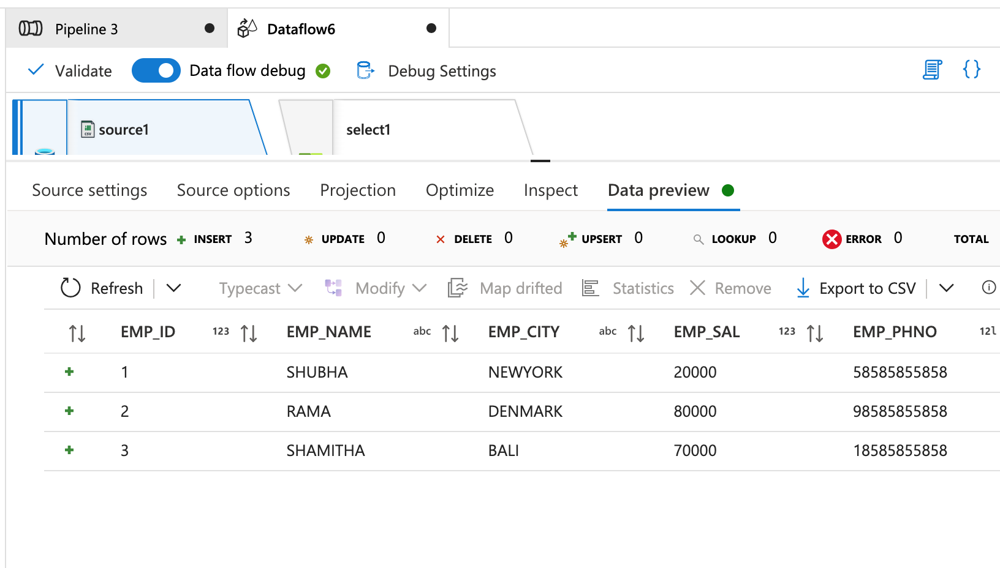 Pipeline 3 Dataflow6
Validate Data flow debug Debug Settings {}
CSV source1 select1
Source settings Source options Projection Optimize Inspect Data preview
Number of rows INSERT 3 UPDATE 0 DELETE 0 UPSERT 0 LOOKUP 0 ERROR 0 TOTAL
Refresh Typecast Modify Map drifted Statistics Remove Export to CSV
EMP_ID 123 EMP_NAME abc EMP_CITY abc EMP_SAL 123 EMP_PHNO 12l
1 SHUBHA NEWYORK 20000 58585855858
2 RAMA DENMARK 80000 98585855858
3 SHAMITHA BALI 70000 18585855858